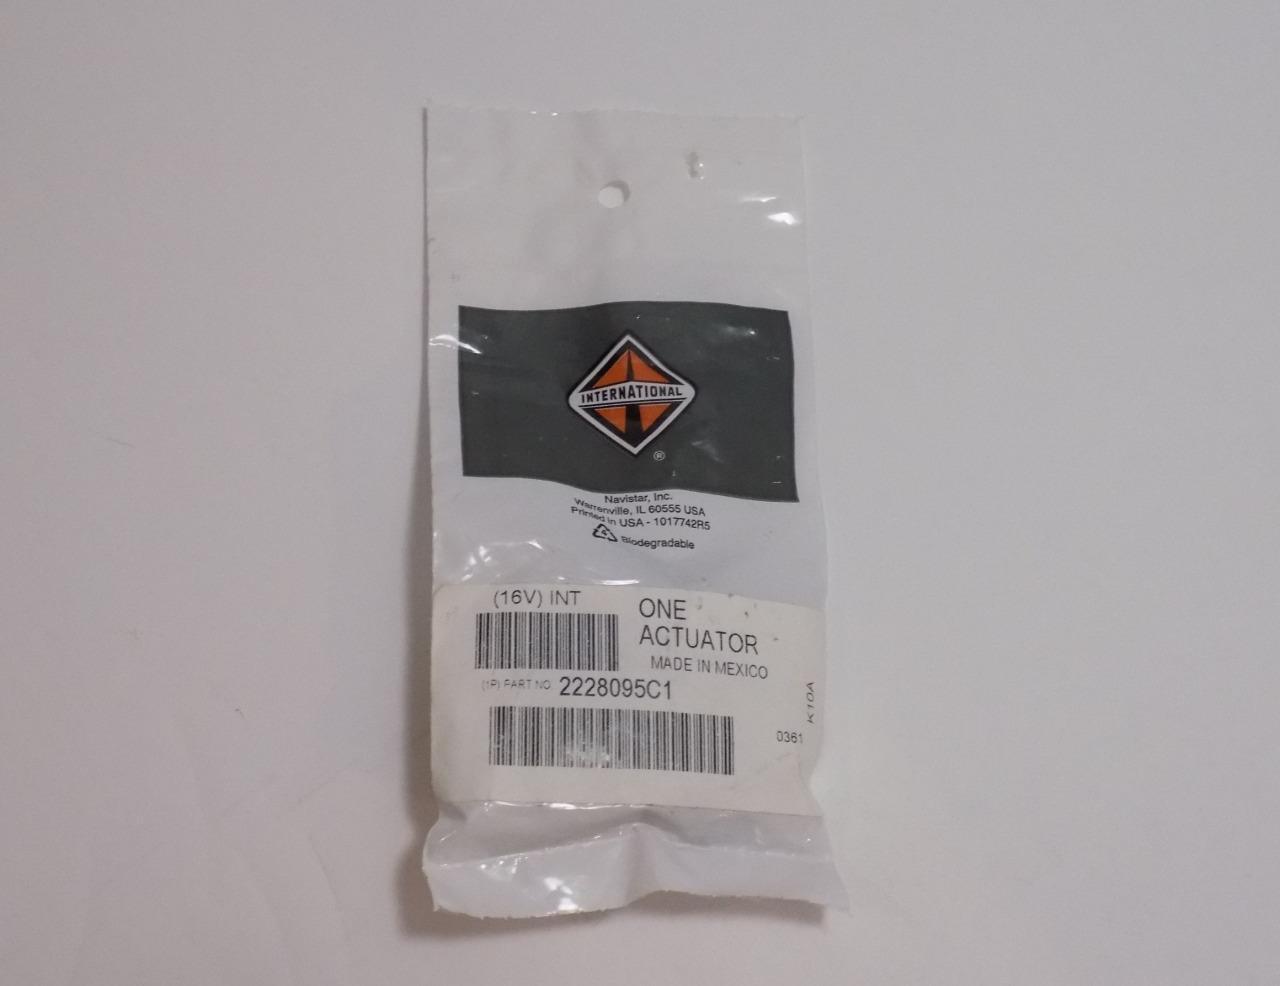 INTERNATIONAL
®
Navistar, Inc.
Warrenville, IL 60555 USA
Printed in USA - 1017742R5
4
Biodegradable
(16V) INT
ONE
ACTUATOR
MADE IN MEXICO
(1P) PART NO. 2228095C1
K10A
0361